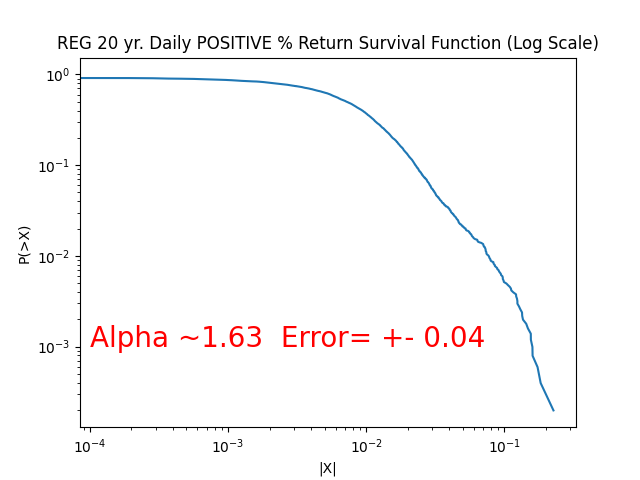 REG 20 yr. Daily POSITIVE % Return Survival Function (Log Scale)
10⁰
10⁻¹
10⁻²
10⁻³
P(>X)
Alpha ~1.63  Error= +- 0.04
10⁻⁴ 10⁻³ 10⁻² 10⁻¹
|X|